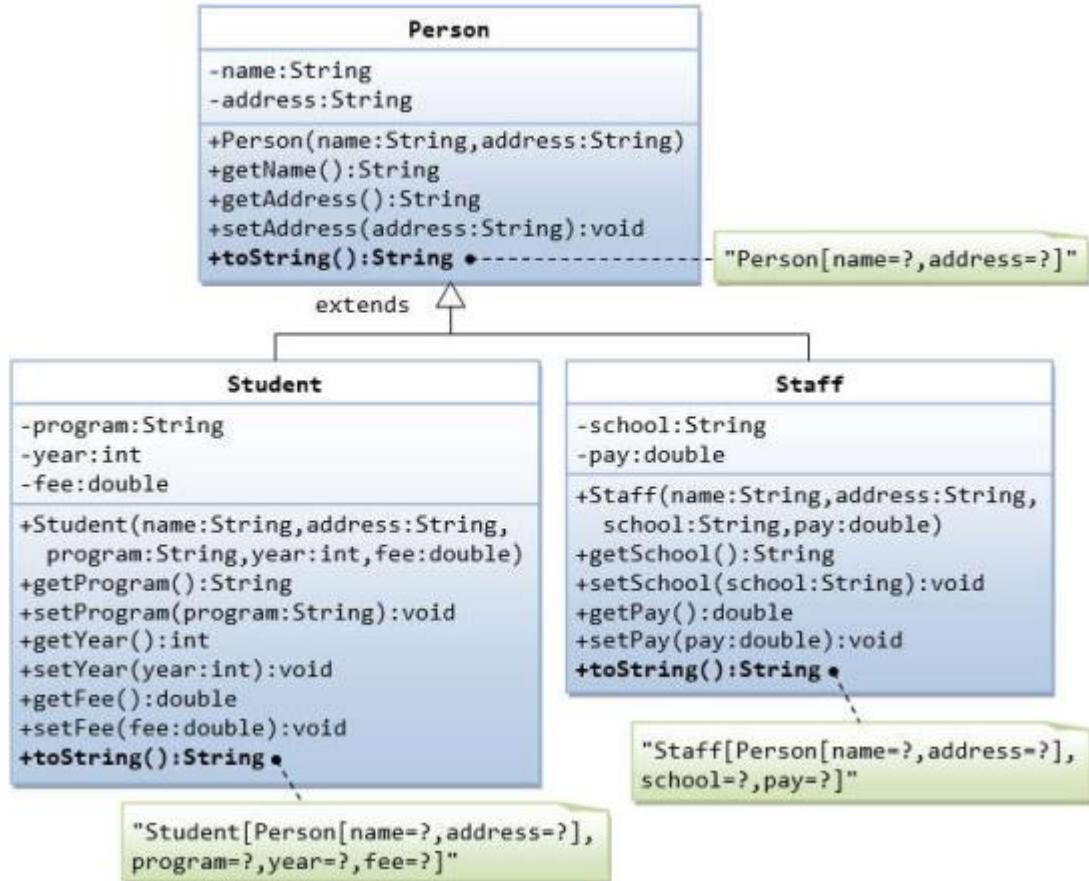 Person
-name:String
-address:String
+Person(name:String,address:String)
+getName():String
+getAddress():String
+setAddress(address:String):void
+toString():String
"Person[name=?,address=?]"
extends
Student
-program:String
-year:int
-fee:double
+Student(name:String,address:String,
program:String,year:int,fee:double)
+getProgram():String
+setProgram(program:String):void
+getYear():int
+setYear(year:int):void
+getFee():double
+setFee(fee:double):void
+toString():String
"Student[Person[name=?,address=?],
program=?,year=?,fee=?]"
Staff
-school:String
-pay:double
+Staff(name:String,address:String,
school:String,pay:double)
+getSchool():String
+setSchool(school:String):void
+getPay():double
+setPay(pay:double):void
+toString():String
"Staff[Person[name=?,address=?],
school=?,pay=?]"